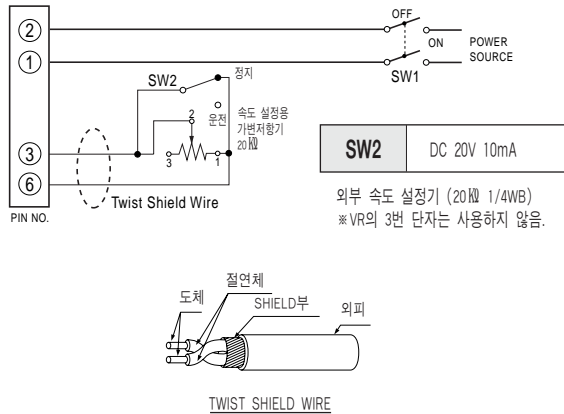 ②
①
③
⑥
PIN NO.
OFF
ON
POWER
SOURCE
SW1
SW2
정지
운전
속도 설정용
가변저항기
20㏀
2
3
1
Twist Shield Wire
SW2 DC 20V 10mA
외부 속도 설정기 (20㏀ 1/4WB)
※VR의 3번 단자는 사용하지 않음.
도체
절연체
SHIELD부
외피
TWIST SHIELD WIRE